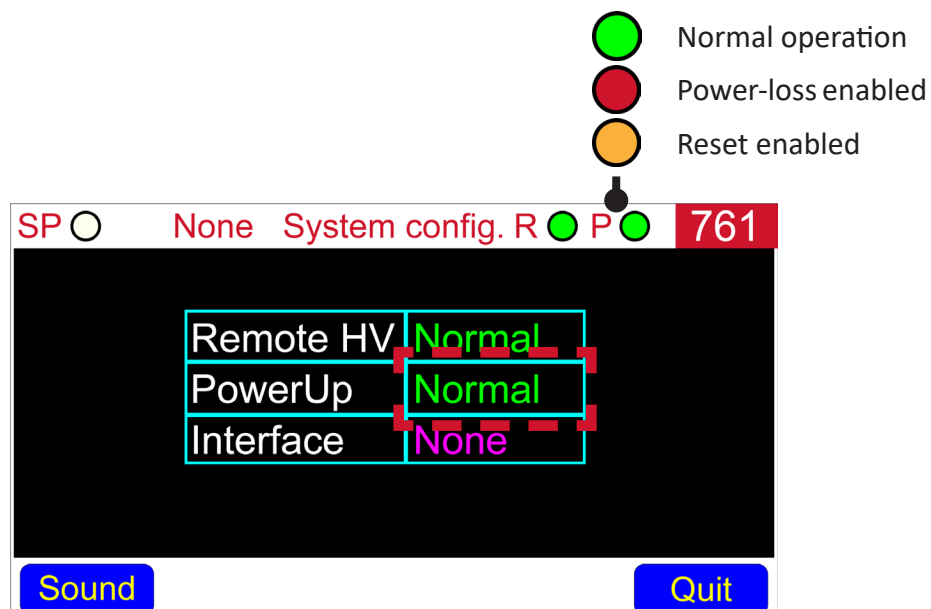 Normal operation
Power-loss enabled
Reset enabled
SP None System config. R P 761
Remote HV Normal
PowerUp Normal
Interface None
Sound Quit